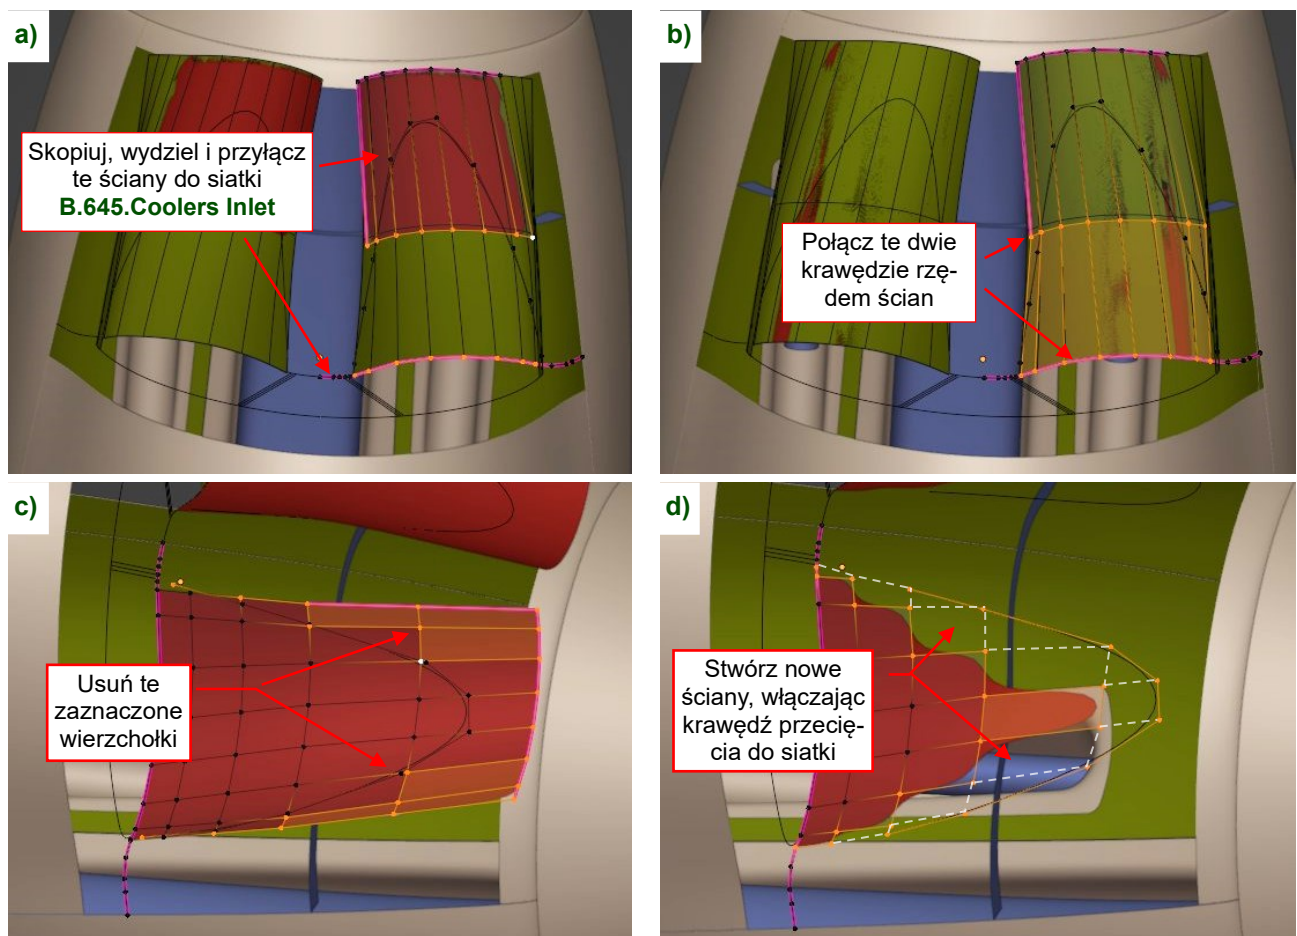 a)
Skopiuj, wydziel i przyłącz
te ściany do siatki
B.645.Coolers Inlet
b)
Połącz te dwie
krawędzie rzę-
dem ścian
c)
Usuń te
zaznaczone
wierzchołki
d)
Stwórz nowe
ściany, włączając
krawędź przecię-
cia do siatki